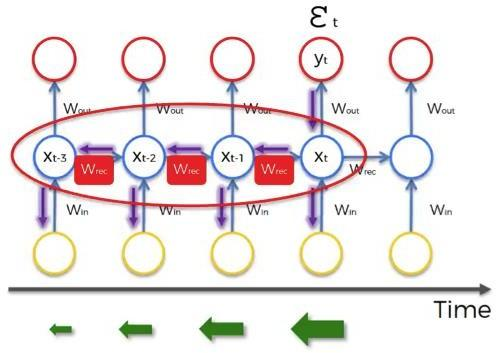 ε t
yt
Wout Wout Wout Wout Wout
xt-3 xt-2 xt-1 xt
Wrec Wrec Wrec Wrec
Win Win Win Win Win
Time